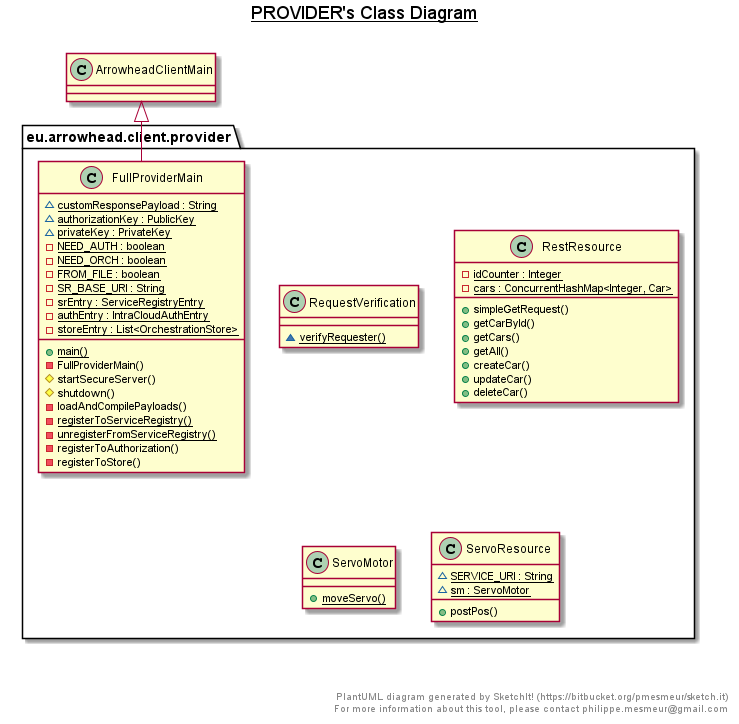 PROVIDER's Class Diagram
C ArrowheadClientMain
eu.arrowhead.client.provider
C FullProviderMain
customResponsePayload : String
authorizationKey : PublicKey
privateKey : PrivateKey
NEED_AUTH : boolean
NEED_ORCH : boolean
FROM_FILE : boolean
SR_BASE_URI : String
srEntry : ServiceRegistryEntry
authEntry : IntraCloudAuthEntry
storeEntry : List<OrchestrationStore>
main()
FullProviderMain()
startSecureServer()
shutdown()
loadAndCompilePayloads()
registerToServiceRegistry()
unregisterFromServiceRegistry()
registerToAuthorization()
registerToStore()
C RequestVerification
verifyRequester()
C RestResource
idCounter : Integer
cars : ConcurrentHashMap<Integer, Car>
simpleGetRequest()
getCarById()
getCars()
getAll()
createCar()
updateCar()
deleteCar()
C ServoMotor
moveServo()
C ServoResource
SERVICE_URI : String
sm : ServoMotor
postPos()
PlantUML diagram generated by SketchIt! (https://bitbucket.org/pmesmeur/sketch.it)
For more information about this tool, please contact philippe.mesmeur@gmail.com